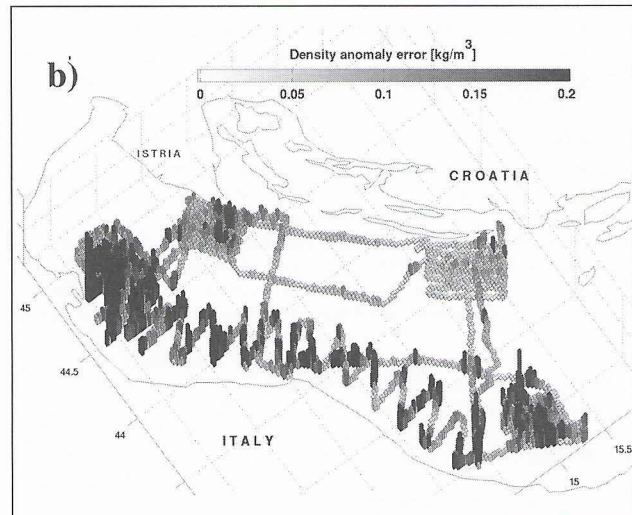 Density anomaly error [kg/m³]
b)
0 0.05 0.1 0.15 0.2
ISTRIA
CROATIA
45
44.5
44
ITALY
15.5
15